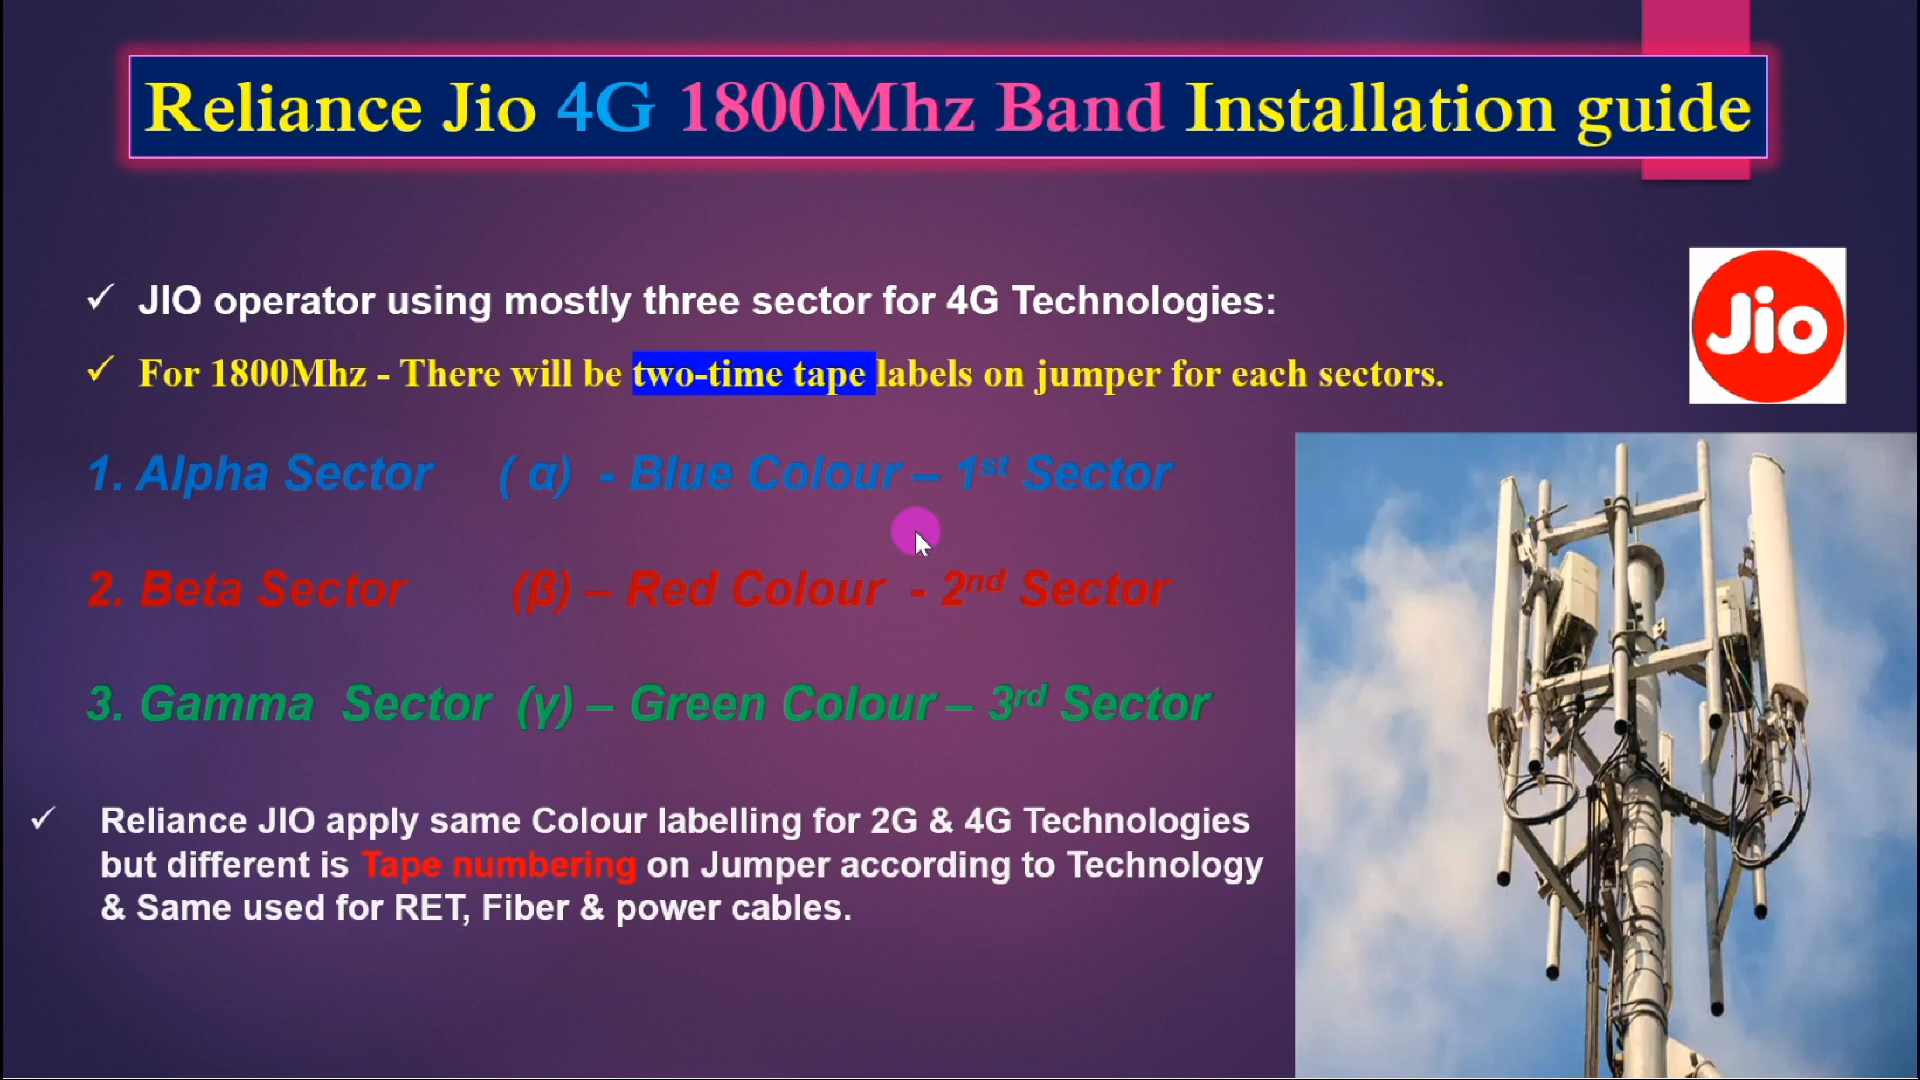 Reliance Jio 4G 1800Mhz Band Installation guide
✓ JIO operator using mostly three sector for 4G Technologies:
Jio
✓ For 1800Mhz - There will be two-time tape labels on jumper for each sectors.
1. Alpha Sector ( α) - Blue Colour – 1st Sector
2. Beta Sector (β) – Red Colour - 2nd Sector
3. Gamma Sector (γ) – Green Colour – 3rd Sector
✓ Reliance JIO apply same Colour labelling for 2G & 4G Technologies
but different is Tape numbering on Jumper according to Technology
& Same used for RET, Fiber & power cables.